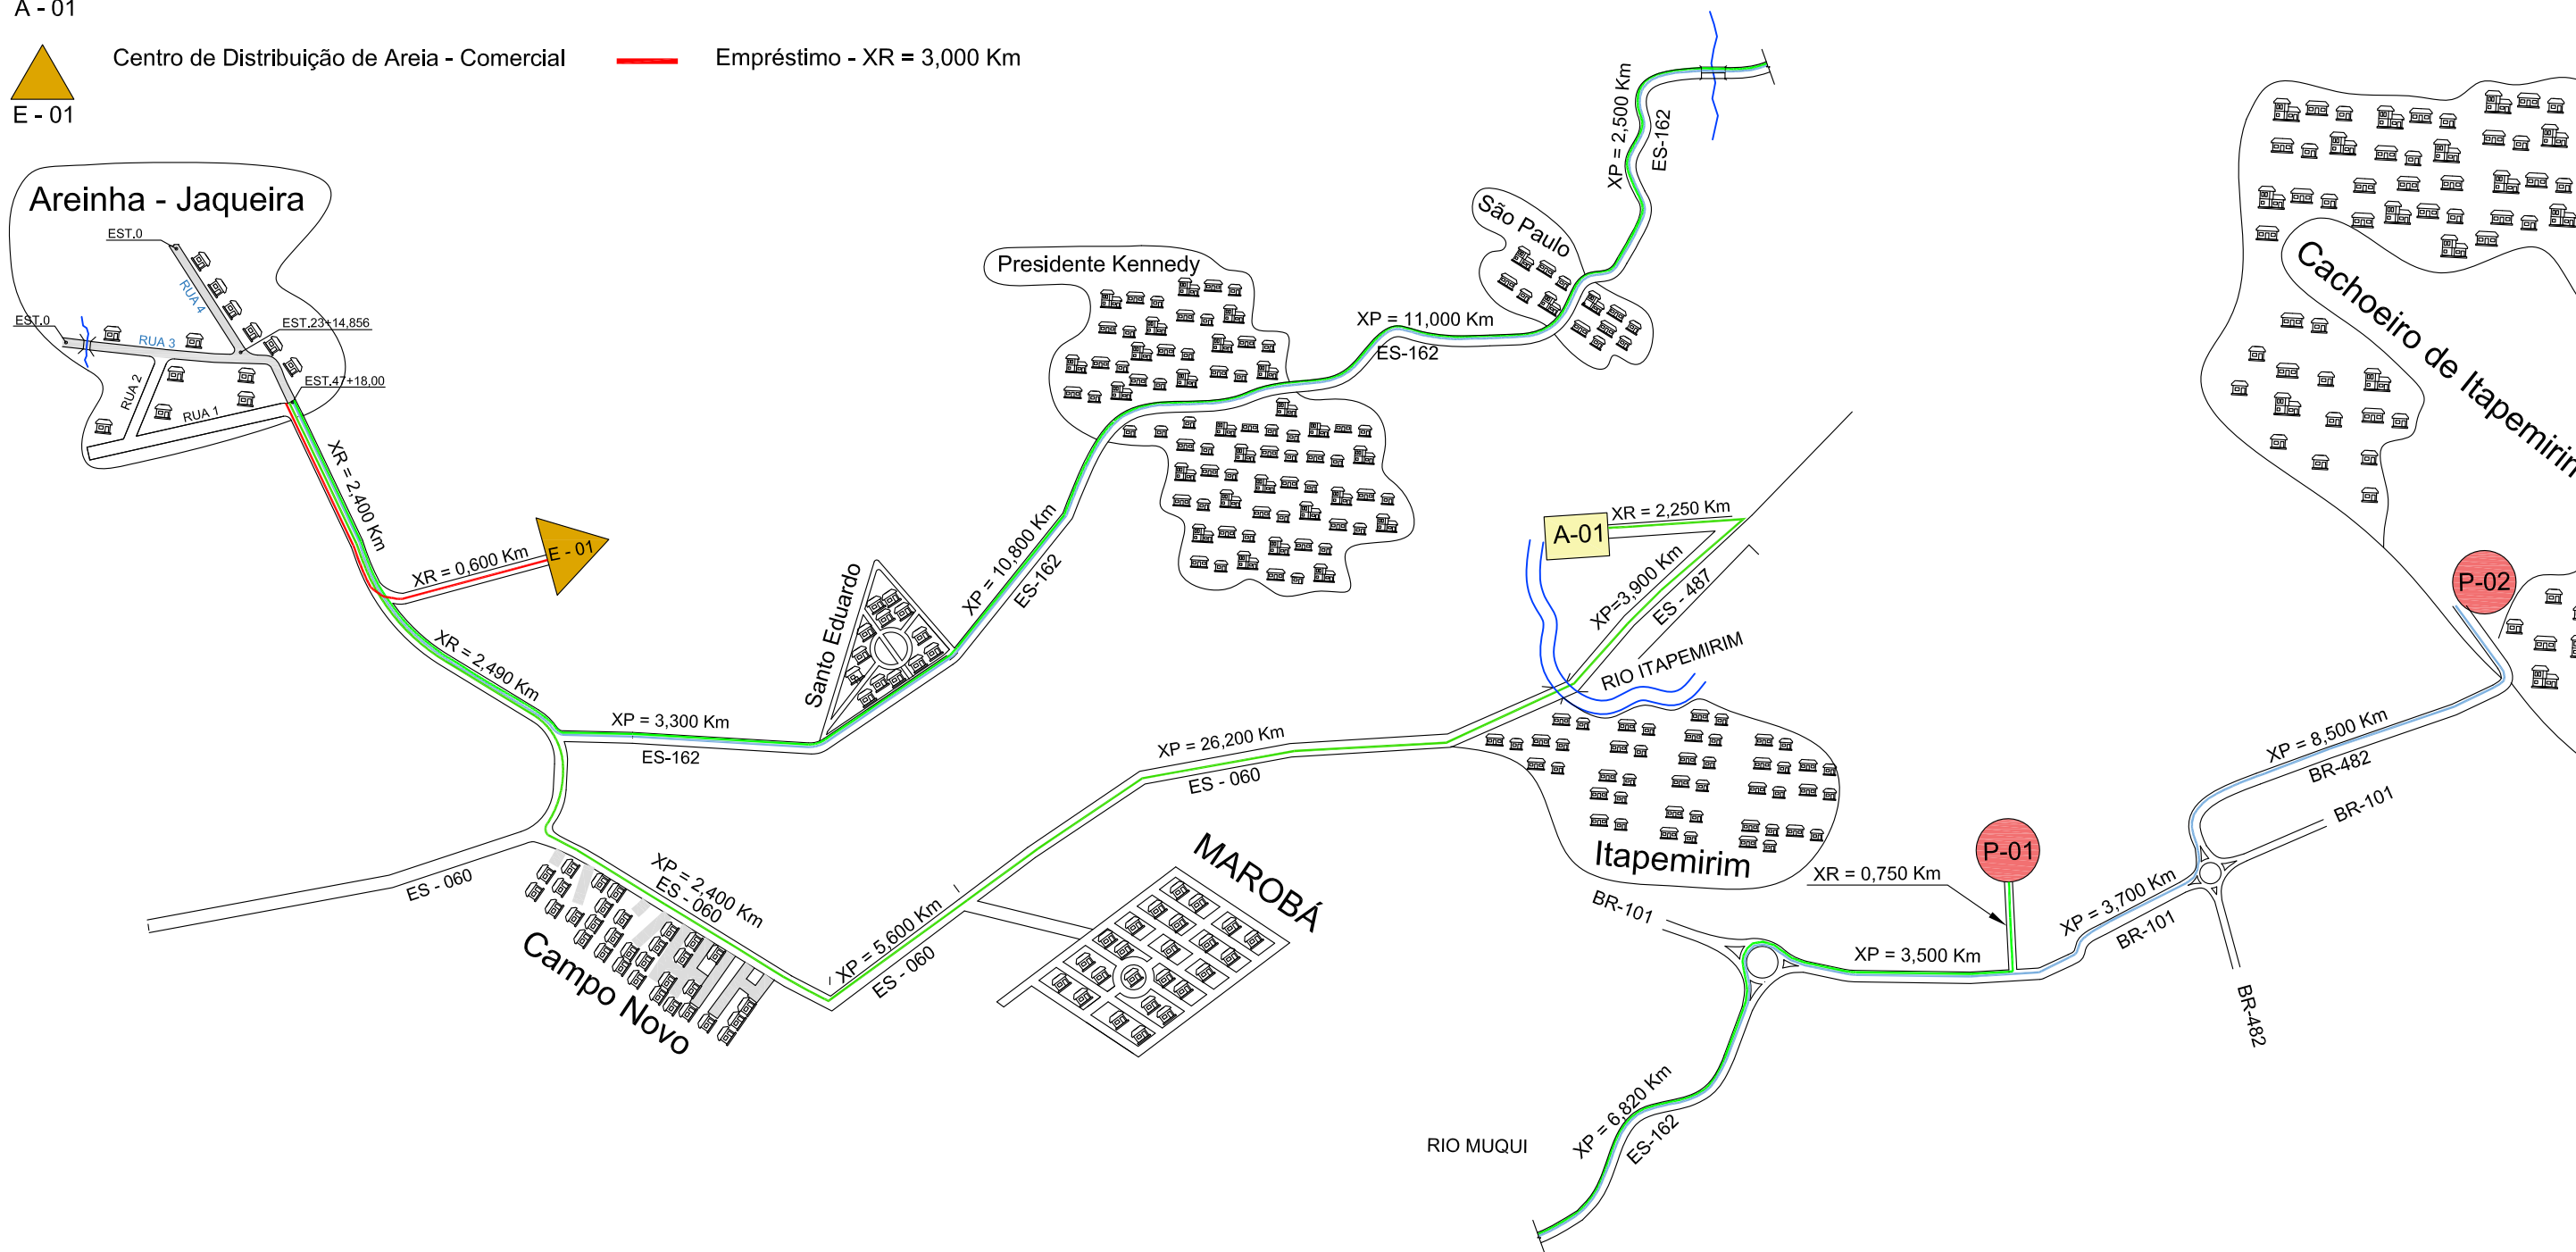 A - 01
Centro de Distribuição de Areia - Comercial
Empréstimo - XR = 3,000 Km
E - 01
Areinha - Jaqueira
EST.0
RUA 4
EST.0
RUA 3
EST.23+14,856
EST.47+18,00
RUA 2
RUA 1
XR = 2,400 Km
XR = 0,600 Km
E - 01
XR = 2,490 Km
XP = 3,300 Km
ES-162
Santo Eduardo
XP = 10,800 Km
ES-162
Presidente Kennedy
XP = 11,000 Km
ES-162
São Paulo
XP = 2,500 Km
ES-162
Cachoeiro de Itapemirim
A-01
XR = 2,250 Km
XP=3,900 Km
ES - 487
RIO ITAPEMIRIM
P-02
XP = 26,200 Km
ES - 060
Itapemirim
XP = 8,500 Km
BR-482
BR-101
ES - 060
XP = 2,400 Km
ES - 060
Campo Novo
XP = 5,600 Km
ES - 060
MAROBÁ
P-01
XR = 0,750 Km
BR-101
XP = 3,500 Km
XP = 3,700 Km
BR-101
BR-482
XP = 6,820 Km
ES-162
RIO MUQUI